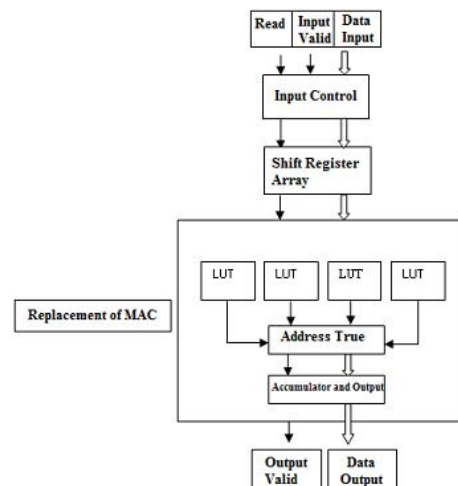 Read
Input
Valid
Data
Input
Input Control
Shift Register
Array
LUT
LUT
LUT
LUT
Replacement of MAC
Address True
Accumulator and Output
Output
Valid
Data
Output